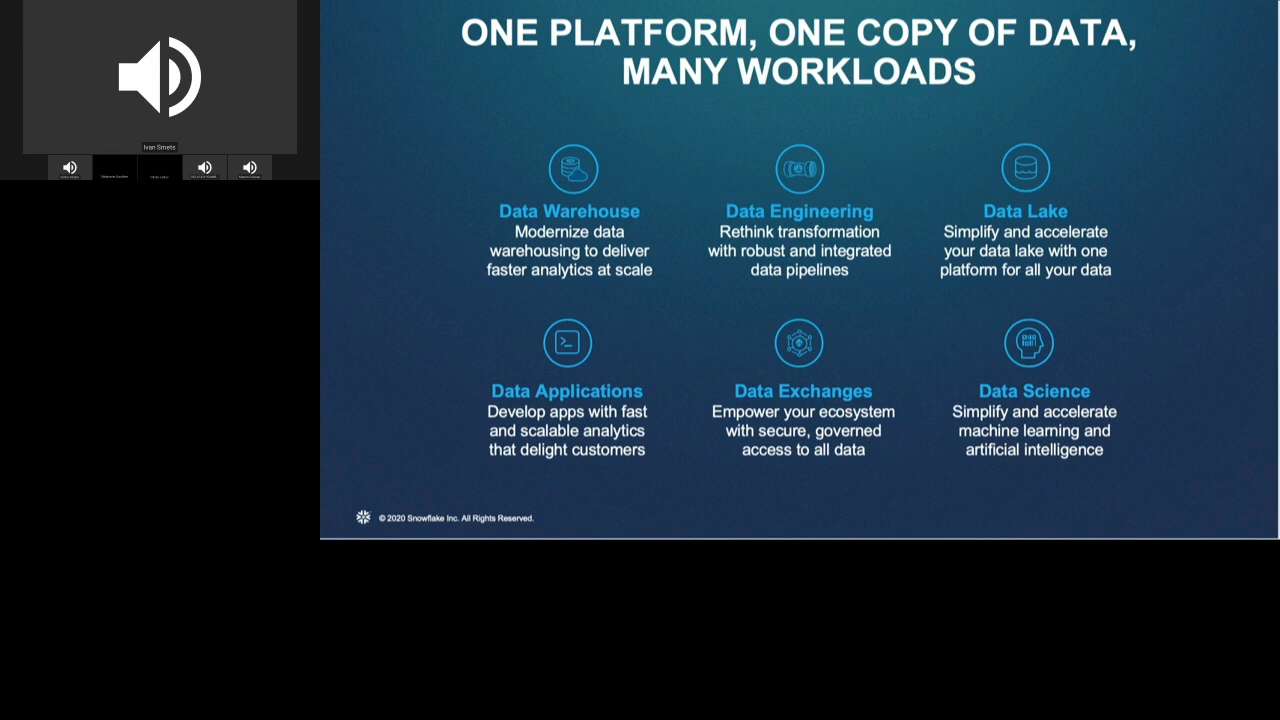 Ivan Smets
ONE PLATFORM, ONE COPY OF DATA,
MANY WORKLOADS
Data Warehouse
Modernize data
warehousing to deliver
faster analytics at scale
Data Engineering
Rethink transformation
with robust and integrated
data pipelines
Data Lake
Simplify and accelerate
your data lake with one
platform for all your data
Data Applications
Develop apps with fast
and scalable analytics
that delight customers
Data Exchanges
Empower your ecosystem
with secure, governed
access to all data
Data Science
Simplify and accelerate
machine learning and
artificial intelligence
© 2020 Snowflake Inc. All Rights Reserved.